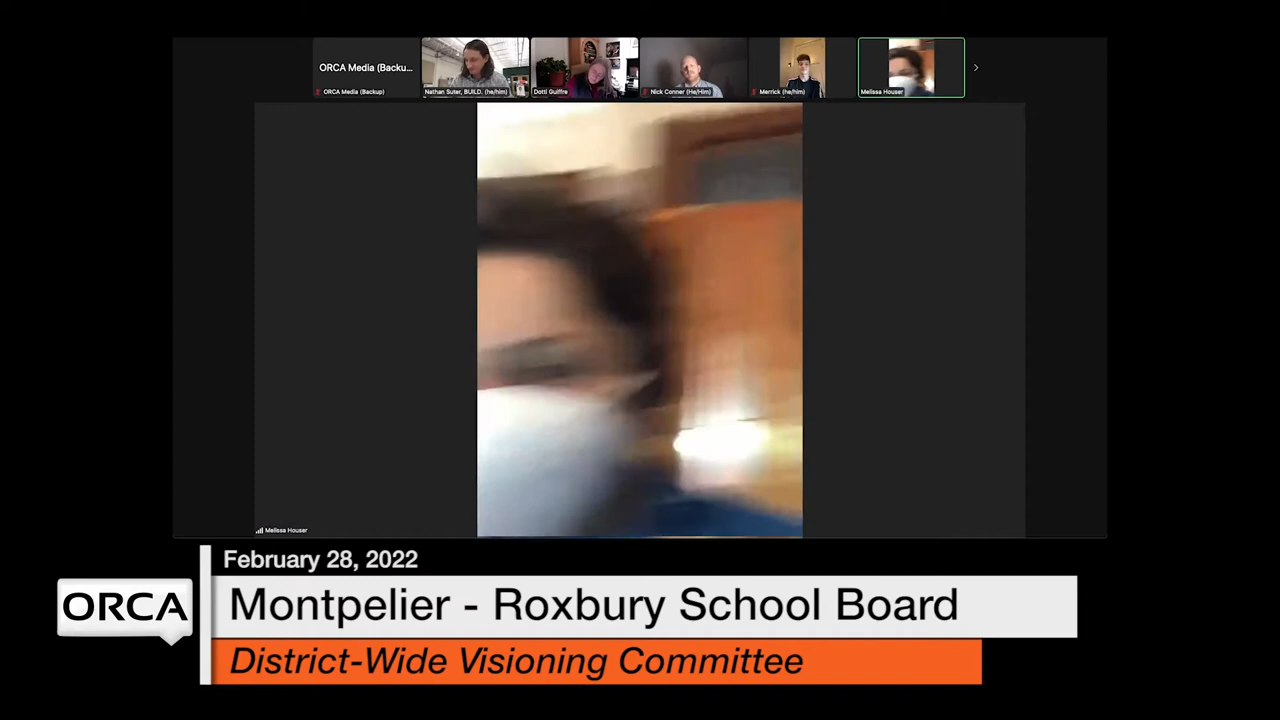 ORCA Media (Backu...
ORCA Media (Backup)
Nathan Suter, BUILD. (he/him)
Dotti Guiffre
Nick Conner (He/Him)
Merrick (he/him)
Melissa Houser
Melissa Houser
February 28, 2022
ORCA
Montpelier - Roxbury School Board
District-Wide Visioning Committee